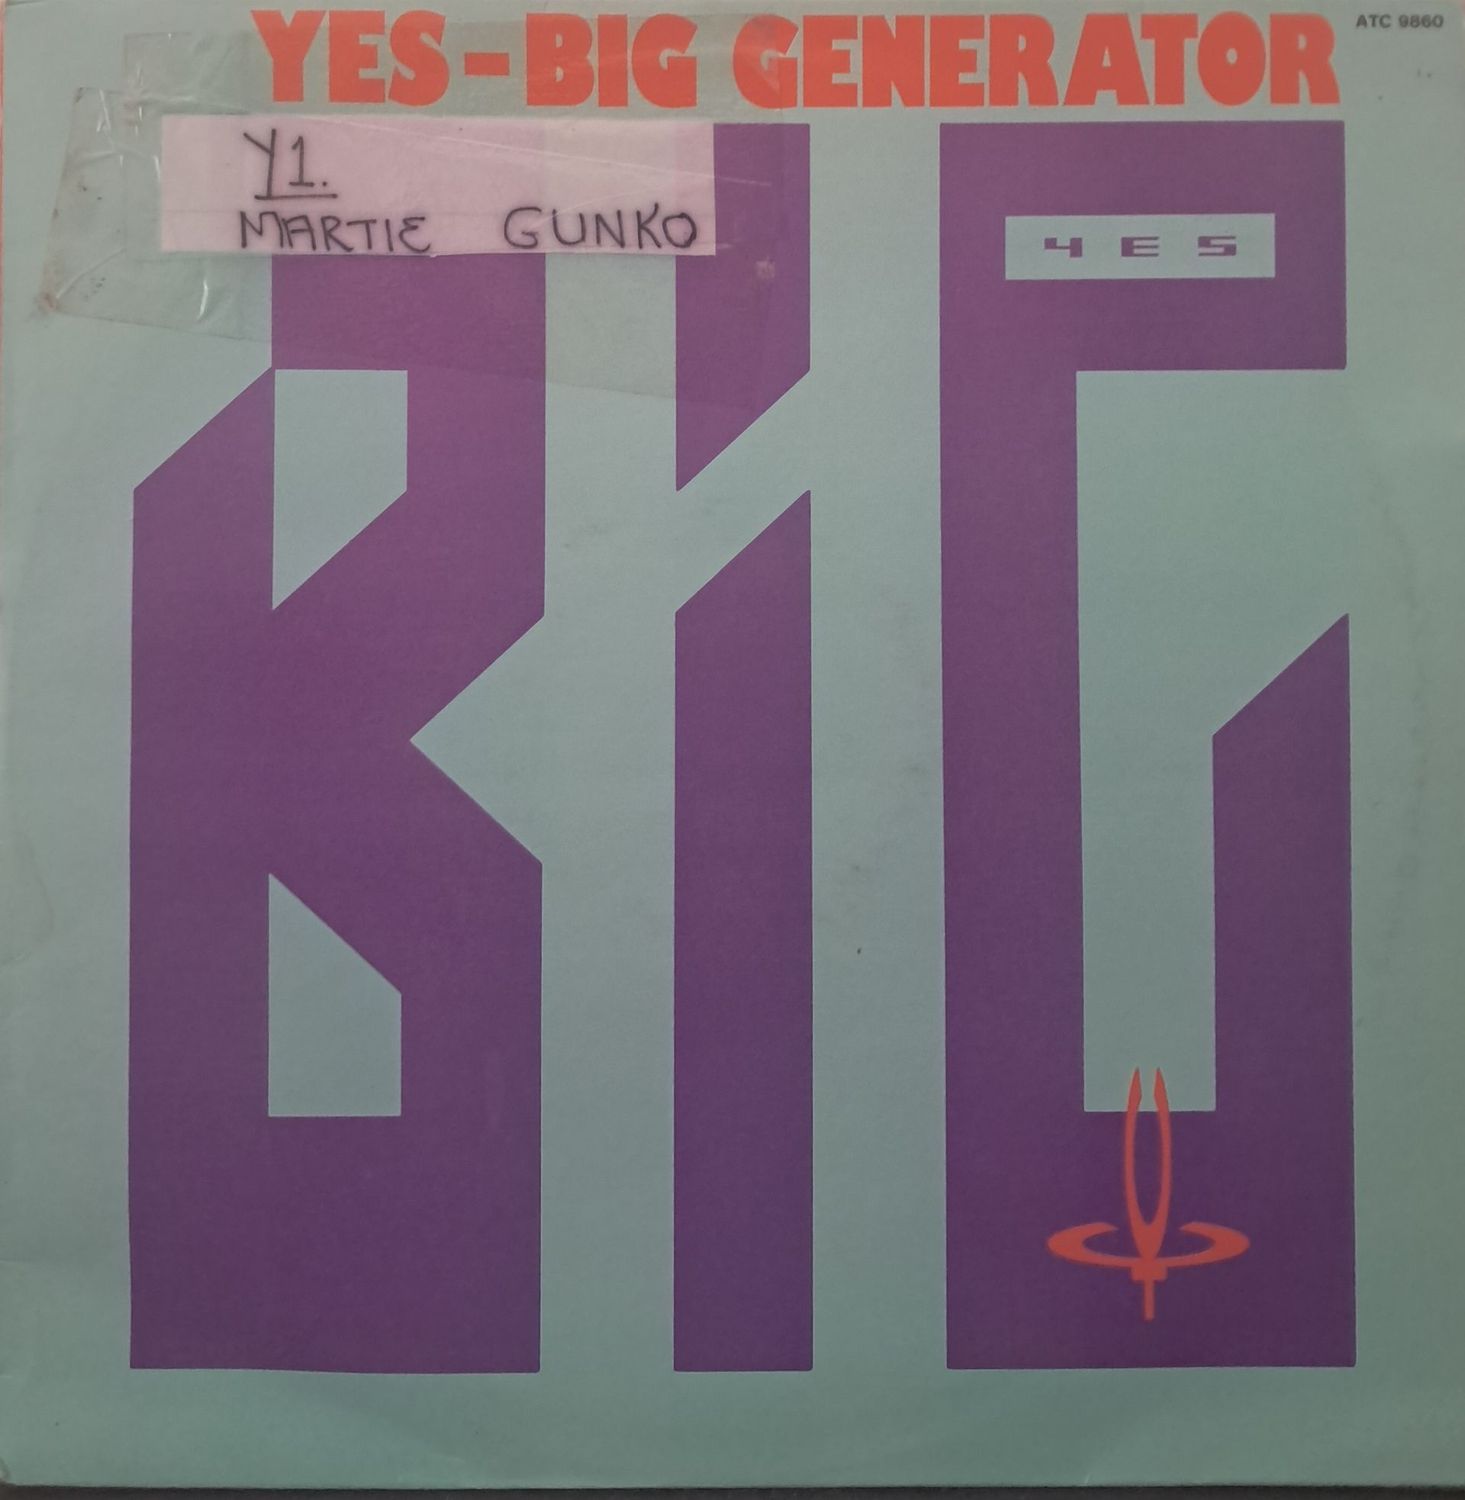 YES-BIG GENERATOR
ATC 9860
Y1.
MARTIE GUNKO
YES
BIG